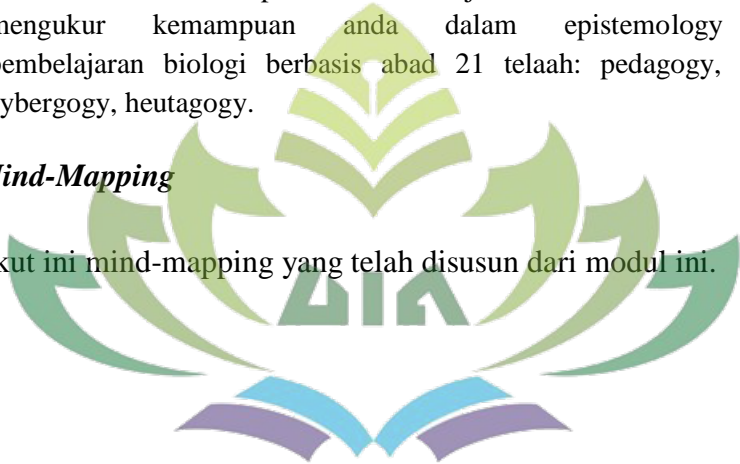 mengukur kemampuan anda dalam epistemology
pembelajaran biologi berbasis abad 21 telaah: pedagogy,
cybergogy, heutagogy.
Mind-Mapping
kut ini mind-mapping yang telah disusun dari modul ini.
UIN